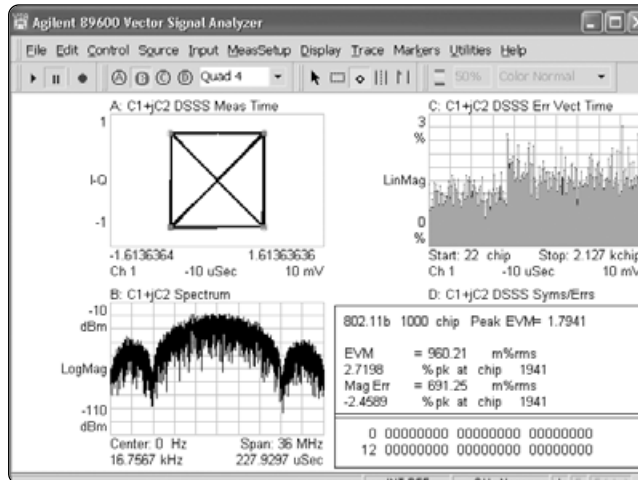 Agilent 89600 Vector Signal Analyzer
File Edit Control Source Input MeasSetup Display Trace Markers Utilities Help
A B C D Quad 4 50% Color Normal
A: C1+jC2 DSSS Meas Time
1
I-Q
-1
-1.6136364 1.61363636
Ch 1 -10 uSec 10 mV
C: C1+jC2 DSSS Err Vect Time
3
%
LinMag
0
%
Start: 22 chip Stop: 2.127 kchip
Ch 1 -10 uSec 10 mV
B: C1+jC2 Spectrum
-10
dBm
LogMag
-110
dBm
Center: 0 Hz Span: 36 MHz
16.7567 kHz 227.9297 uSec
D: C1+jC2 DSSS Syms/Errs
802.11b 1000 chip Peak EVM= 1.7941
EVM = 960.21 m%rms
2.7198 %pk at chip 1941
Mag Err = 691.25 m%rms
-2.4589 %pk at chip 1941
0 00000000 00000000 00000000
12 00000000 00000000 00000000